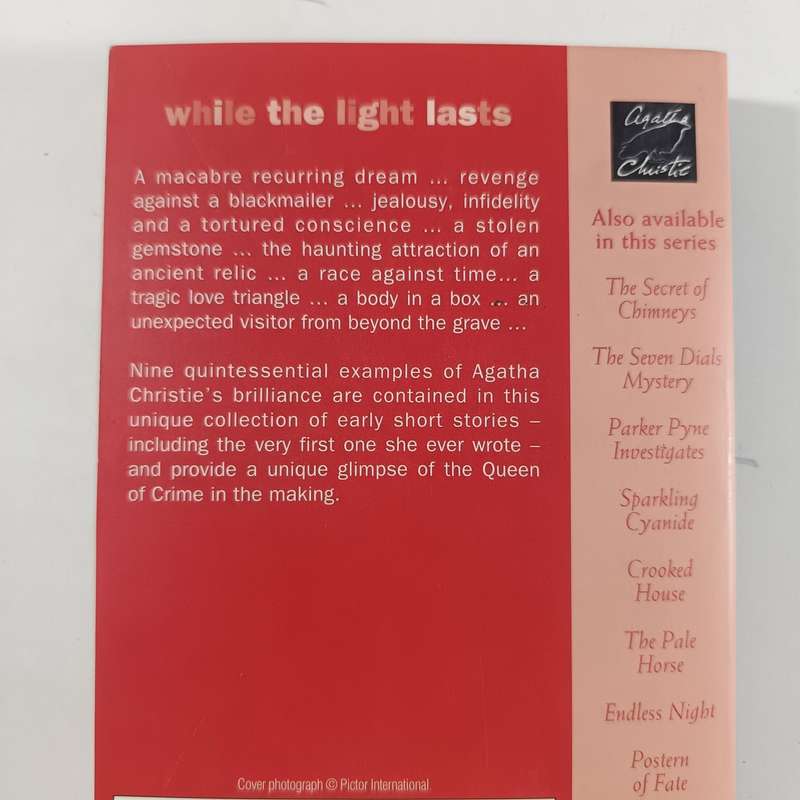 while the light lasts
A macabre recurring dream ... revenge
against a blackmailer ... jealousy, infidelity
and a tortured conscience ... a stolen
gemstone ... the haunting attraction of an
ancient relic ... a race against time... a
tragic love triangle ... a body in a box ... an
unexpected visitor from beyond the grave ...
Nine quintessential examples of Agatha
Christie's brilliance are contained in this
unique collection of early short stories –
including the very first one she ever wrote –
and provide a unique glimpse of the Queen
of Crime in the making.
Cover photograph © Pictor International
Agatha
Christie
Also available
in this series
The Secret of
Chimneys
The Seven Dials
Mystery
Parker Pyne
Investigates
Sparkling
Cyanide
Crooked
House
The Pale
Horse
Endless Night
Postern
of Fate